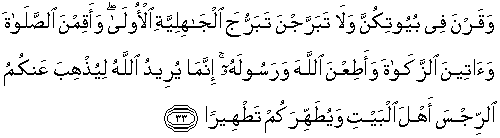 وَقَرْنَ فِى بُيُوتِكُنَّ وَلَا تَبَرَّجْنَ تَبَرُّجَ ٱلْجَـٰهِلِيَّةِ ٱلْأُولَىٰ ۖ وَأَقِمْنَ ٱلصَّلَوٰةَ
وَءَاتِينَ ٱلزَّكَوٰةَ وَأَطِعْنَ ٱللَّهَ وَرَسُولَهُۥٓ ۚ إِنَّمَا يُرِيدُ ٱللَّهُ لِيُذْهِبَ عَنكُمُ
ٱلرِّجْسَ أَهْلَ ٱلْبَيْتِ وَيُطَهِّرَكُمْ تَطْهِيرًا ٣٣